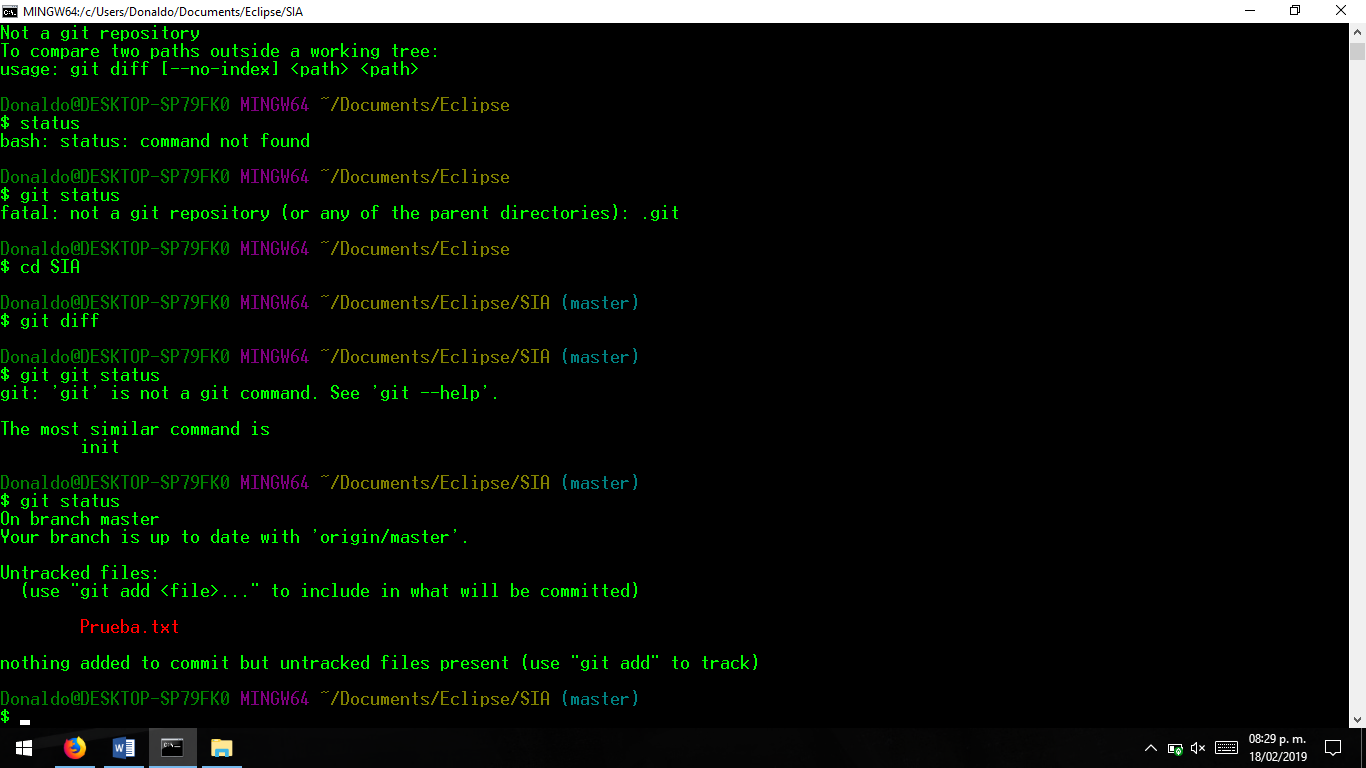 MINGW64:/c/Users/Donaldo/Documents/Eclipse/SIA
Not a git repository
To compare two paths outside a working tree:
usage: git diff [--no-index] <path> <path>
Donaldo@DESKTOP-SP79FK0 MINGW64 ~/Documents/Eclipse
$ status
bash: status: command not found
Donaldo@DESKTOP-SP79FK0 MINGW64 ~/Documents/Eclipse
$ git status
fatal: not a git repository (or any of the parent directories): .git
Donaldo@DESKTOP-SP79FK0 MINGW64 ~/Documents/Eclipse
$ cd SIA
Donaldo@DESKTOP-SP79FK0 MINGW64 ~/Documents/Eclipse/SIA (master)
$ git diff
Donaldo@DESKTOP-SP79FK0 MINGW64 ~/Documents/Eclipse/SIA (master)
$ git git status
git: 'git' is not a git command. See 'git --help'.
The most similar command is
init
Donaldo@DESKTOP-SP79FK0 MINGW64 ~/Documents/Eclipse/SIA (master)
$ git status
On branch master
Your branch is up to date with 'origin/master'.
Untracked files:
(use "git add <file>..." to include in what will be committed)
Prueba.txt
nothing added to commit but untracked files present (use "git add" to track)
Donaldo@DESKTOP-SP79FK0 MINGW64 ~/Documents/Eclipse/SIA (master)
$
08:29 p. m.
18/02/2019